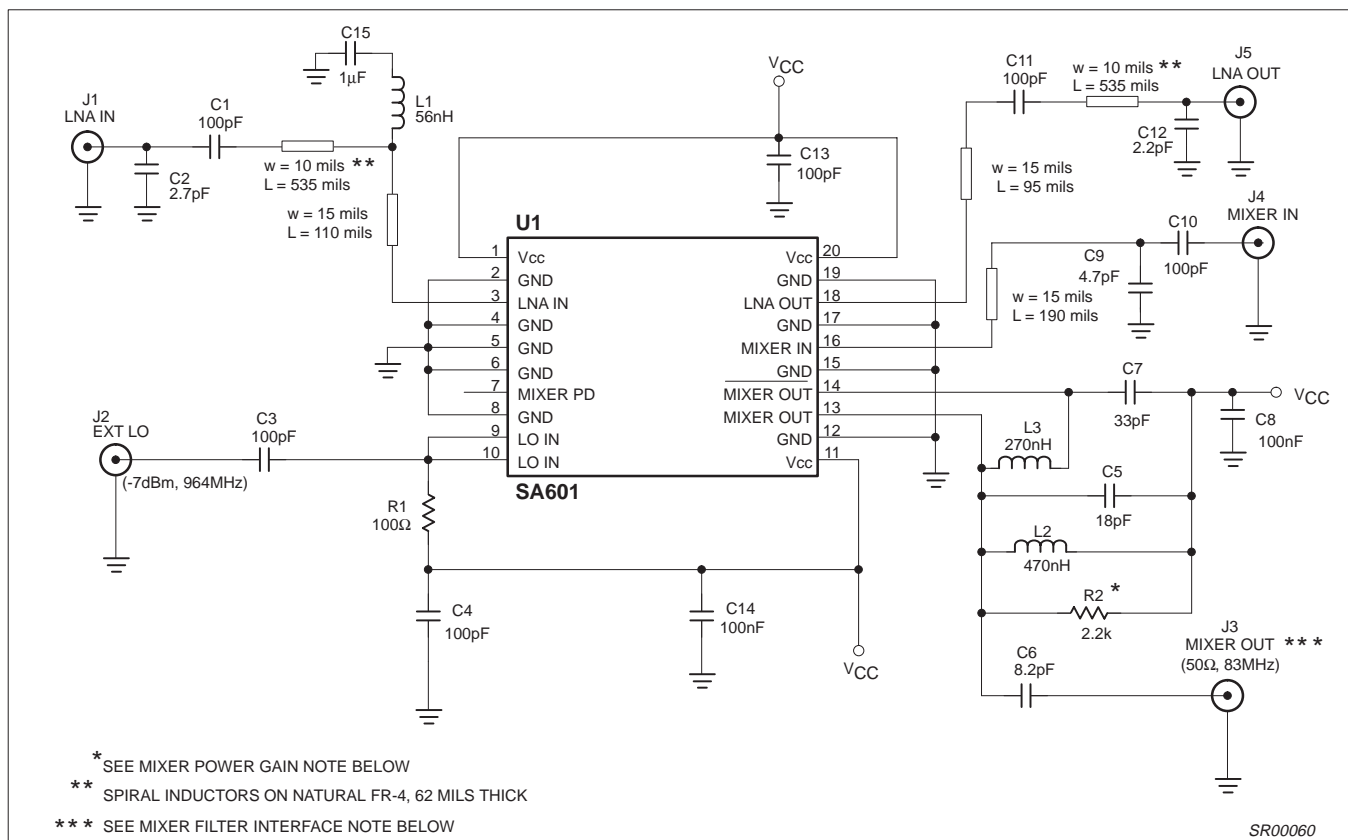 C15
1µF
L1
56nH
J1
LNA IN
C1
100pF
C2
2.7pF
w = 10 mils **
L = 535 mils
w = 15 mils
L = 110 mils
VCC
C13
100pF
C11
100pF
w = 10 mils **
L = 535 mils
J5
LNA OUT
C12
2.2pF
w = 15 mils
L = 95 mils
J4
MIXER IN
C10
100pF
C9
4.7pF
w = 15 mils
L = 190 mils
U1
1 Vcc
2 GND
3 LNA IN
4 GND
5 GND
6 GND
7 MIXER PD
8 GND
9 LO IN
10 LO IN
Vcc 20
GND 19
LNA OUT 18
GND 17
MIXER IN 16
GND 15
MIXER OUT 14
MIXER OUT 13
GND 12
Vcc 11
SA601
J2
EXT LO
(-7dBm, 964MHz)
C3
100pF
R1
100Ω
C4
100pF
C14
100nF
VCC
C7
33pF
VCC
C8
100nF
L3
270nH
C5
18pF
L2
470nH
R2 *
2.2k
C6
8.2pF
J3
MIXER OUT ***
(50Ω, 83MHz)
* SEE MIXER POWER GAIN NOTE BELOW
** SPIRAL INDUCTORS ON NATURAL FR-4, 62 MILS THICK
*** SEE MIXER FILTER INTERFACE NOTE BELOW
SR00060